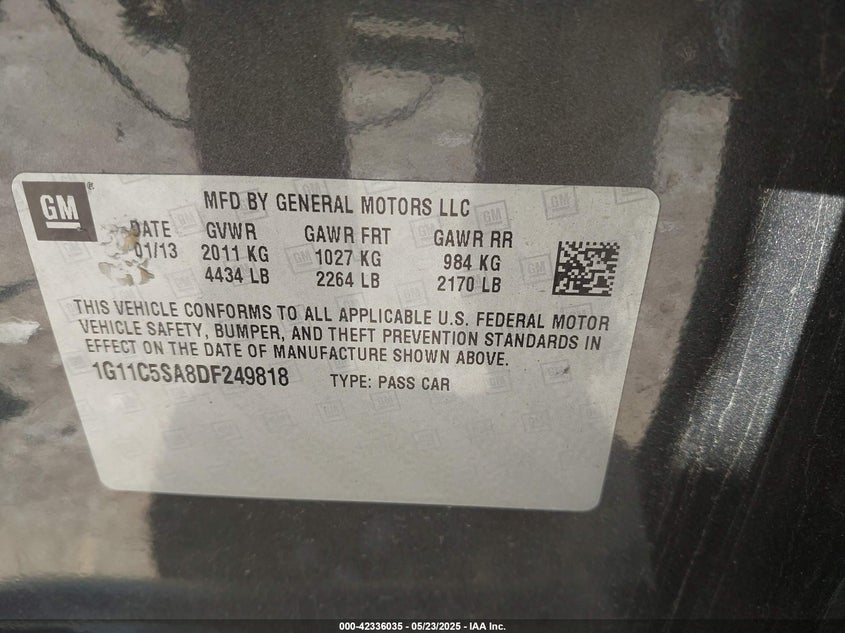 GM
MFD BY GENERAL MOTORS LLC
DATE GVWR GAWR FRT GAWR RR
01/13 2011 KG 1027 KG 984 KG
4434 LB 2264 LB 2170 LB
THIS VEHICLE CONFORMS TO ALL APPLICABLE U.S. FEDERAL MOTOR
VEHICLE SAFETY, BUMPER, AND THEFT PREVENTION STANDARDS IN
EFFECT ON THE DATE OF MANUFACTURE SHOWN ABOVE.
1G11C5SA8DF249818 TYPE: PASS CAR
000-42336035 - 05/23/2025 - IAA Inc.